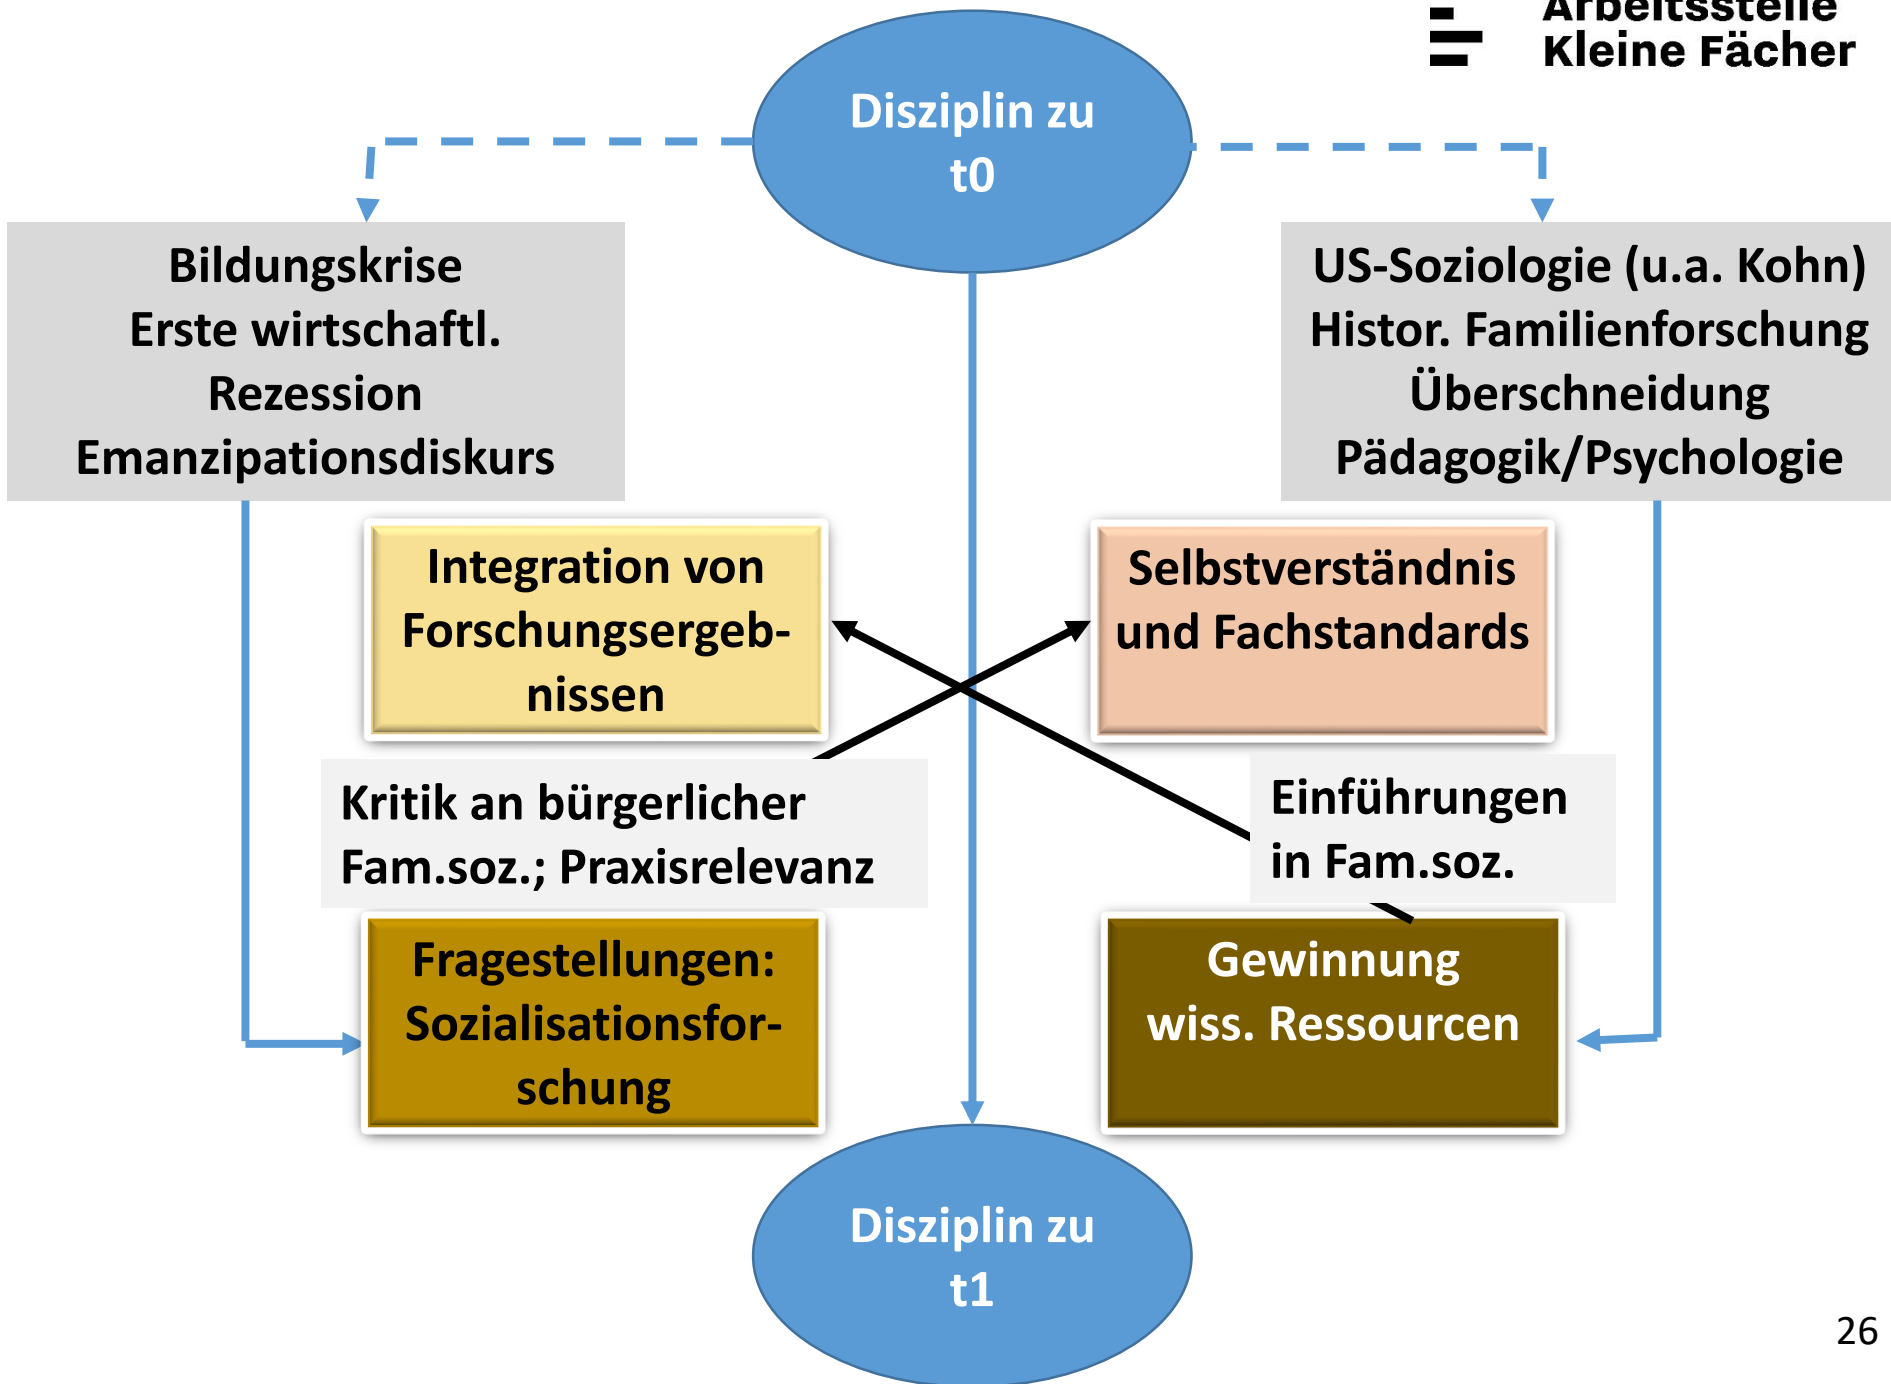 Arbeitsstelle
Kleine Fächer
Disziplin zu
t0
Bildungskrise
Erste wirtschaftl.
Rezession
Emanzipationsdiskurs
US-Soziologie (u.a. Kohn)
Histor. Familienforschung
Überschneidung
Pädagogik/Psychologie
Integration von
Forschungsergeb-
nissen
Selbstverständnis
und Fachstandards
Kritik an bürgerlicher
Fam.soz.; Praxisrelevanz
Einführungen
in Fam.soz.
Fragestellungen:
Sozialisationsfor-
schung
Gewinnung
wiss. Ressourcen
Disziplin zu
t1
26